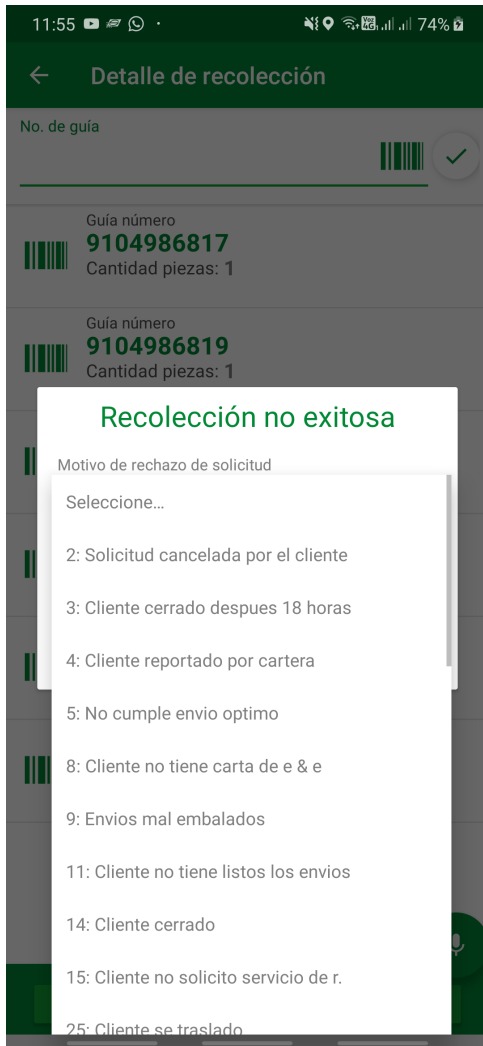 11:55
74%
Detalle de recolección
No. de guía
Guía número
9104986817
Cantidad piezas: 1
Guía número
9104986819
Cantidad piezas: 1
Recolección no exitosa
Motivo de rechazo de solicitud
Seleccione...
2: Solicitud cancelada por el cliente
3: Cliente cerrado despues 18 horas
4: Cliente reportado por cartera
5: No cumple envio optimo
8: Cliente no tiene carta de e & e
9: Envios mal embalados
11: Cliente no tiene listos los envios
14: Cliente cerrado
15: Cliente no solicito servicio de r.
25: Cliente se traslado